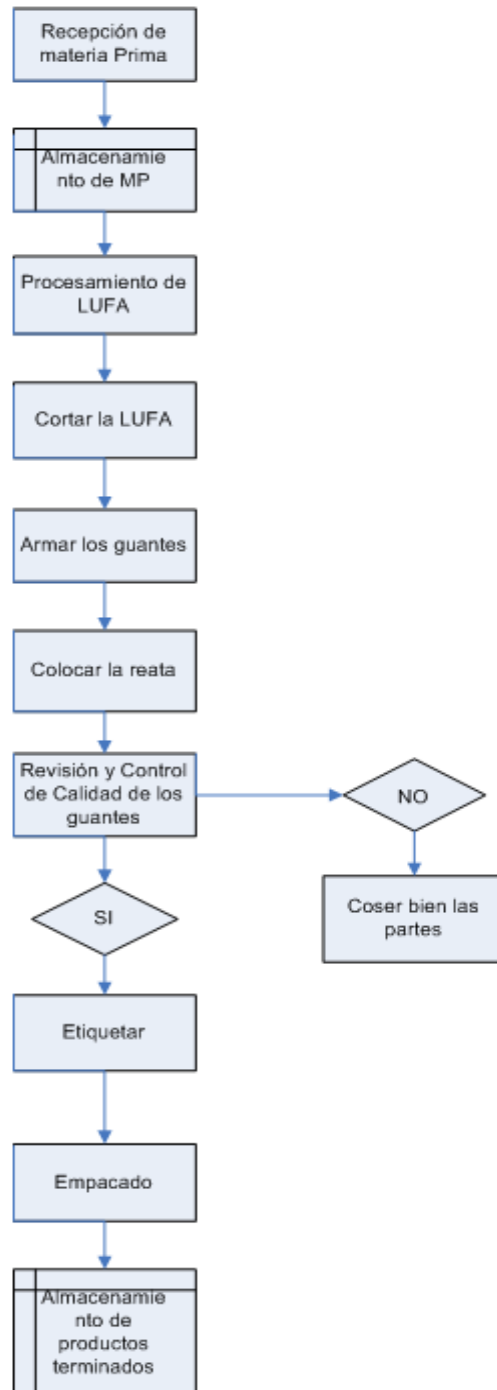 Recepción de
materia Prima
Almacenamie
nto de MP
Procesamiento de
LUFA
Cortar la LUFA
Armar los guantes
Colocar la reata
Revisión y Control
de Calidad de los
guantes
NO
SI
Coser bien las
partes
Etiquetar
Empacado
Almacenamie
nto de
productos
terminados